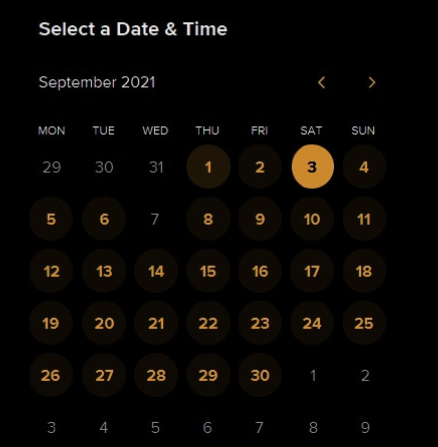 Select a Date & Time
September 2021
MON TUE WED THU FRI SAT SUN
29 30 31 1 2 3 4
5 6 7 8 9 10 11
12 13 14 15 16 17 18
19 20 21 22 23 24 25
26 27 28 29 30 1 2
3 4 5 6 7 8 9